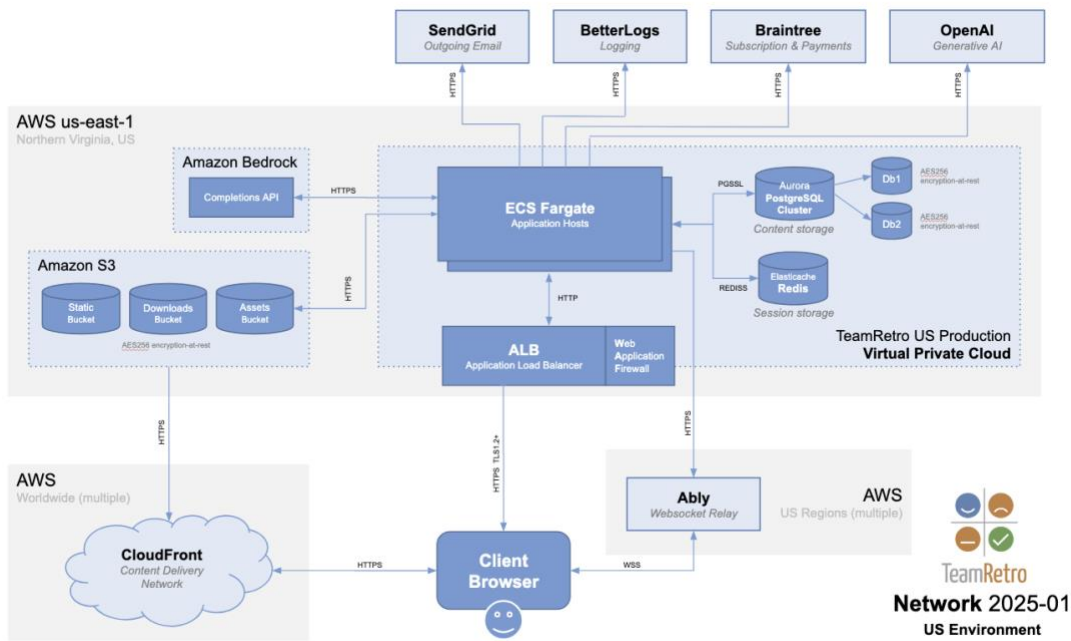 SendGrid
Outgoing Email
BetterLogs
Logging
Braintree
Subscription & Payments
OpenAI
Generative AI
HTTPS
HTTPS
HTTPS
HTTPS
AWS us-east-1
Northern Virginia, US
Amazon Bedrock
Completions API
HTTPS
ECS Fargate
Application Hosts
PGSSL
Aurora
PostgreSQL
Cluster
Content storage
Db1
AES256
encryption-at-rest
Db2
AES256
encryption-at-rest
Amazon S3
Static
Bucket
Downloads
Bucket
Assets
Bucket
AES256 encryption-at-rest
HTTPS
HTTP
REDISS
Elasticache
Redis
Session storage
TeamRetro US Production
Virtual Private Cloud
ALB
Application Load Balancer
Web
Application
Firewall
HTTPS
HTTPS TLS1.2+
HTTPS
AWS
Worldwide (multiple)
CloudFront
Content Delivery
Network
HTTPS
Client
Browser
WSS
Ably
Websocket Relay
AWS
US Regions (multiple)
TeamRetro
Network 2025-01
US Environment